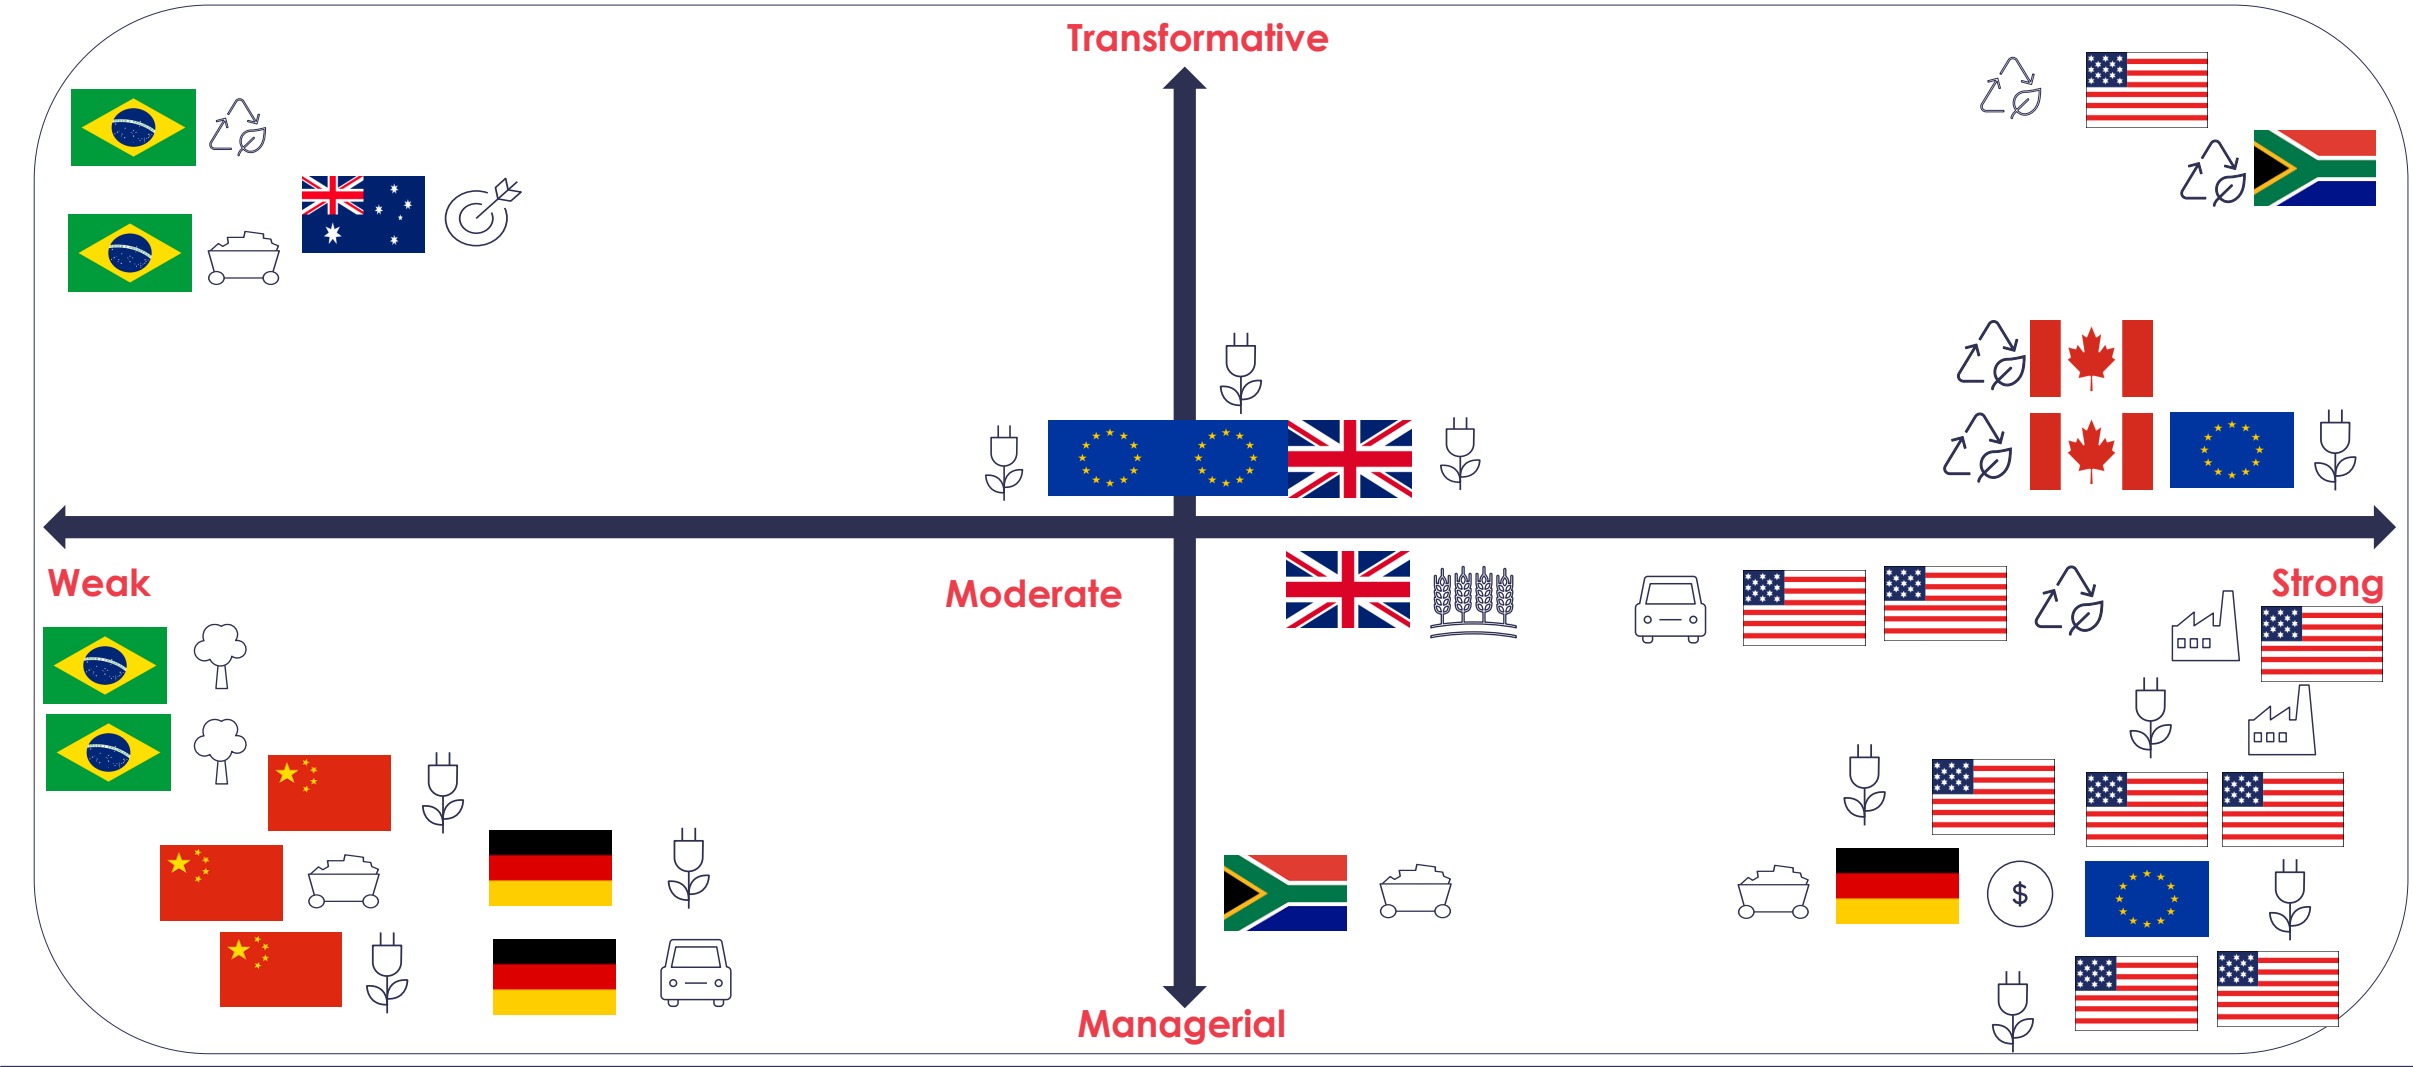 Transformative
Weak
Moderate
Strong
$
Managerial